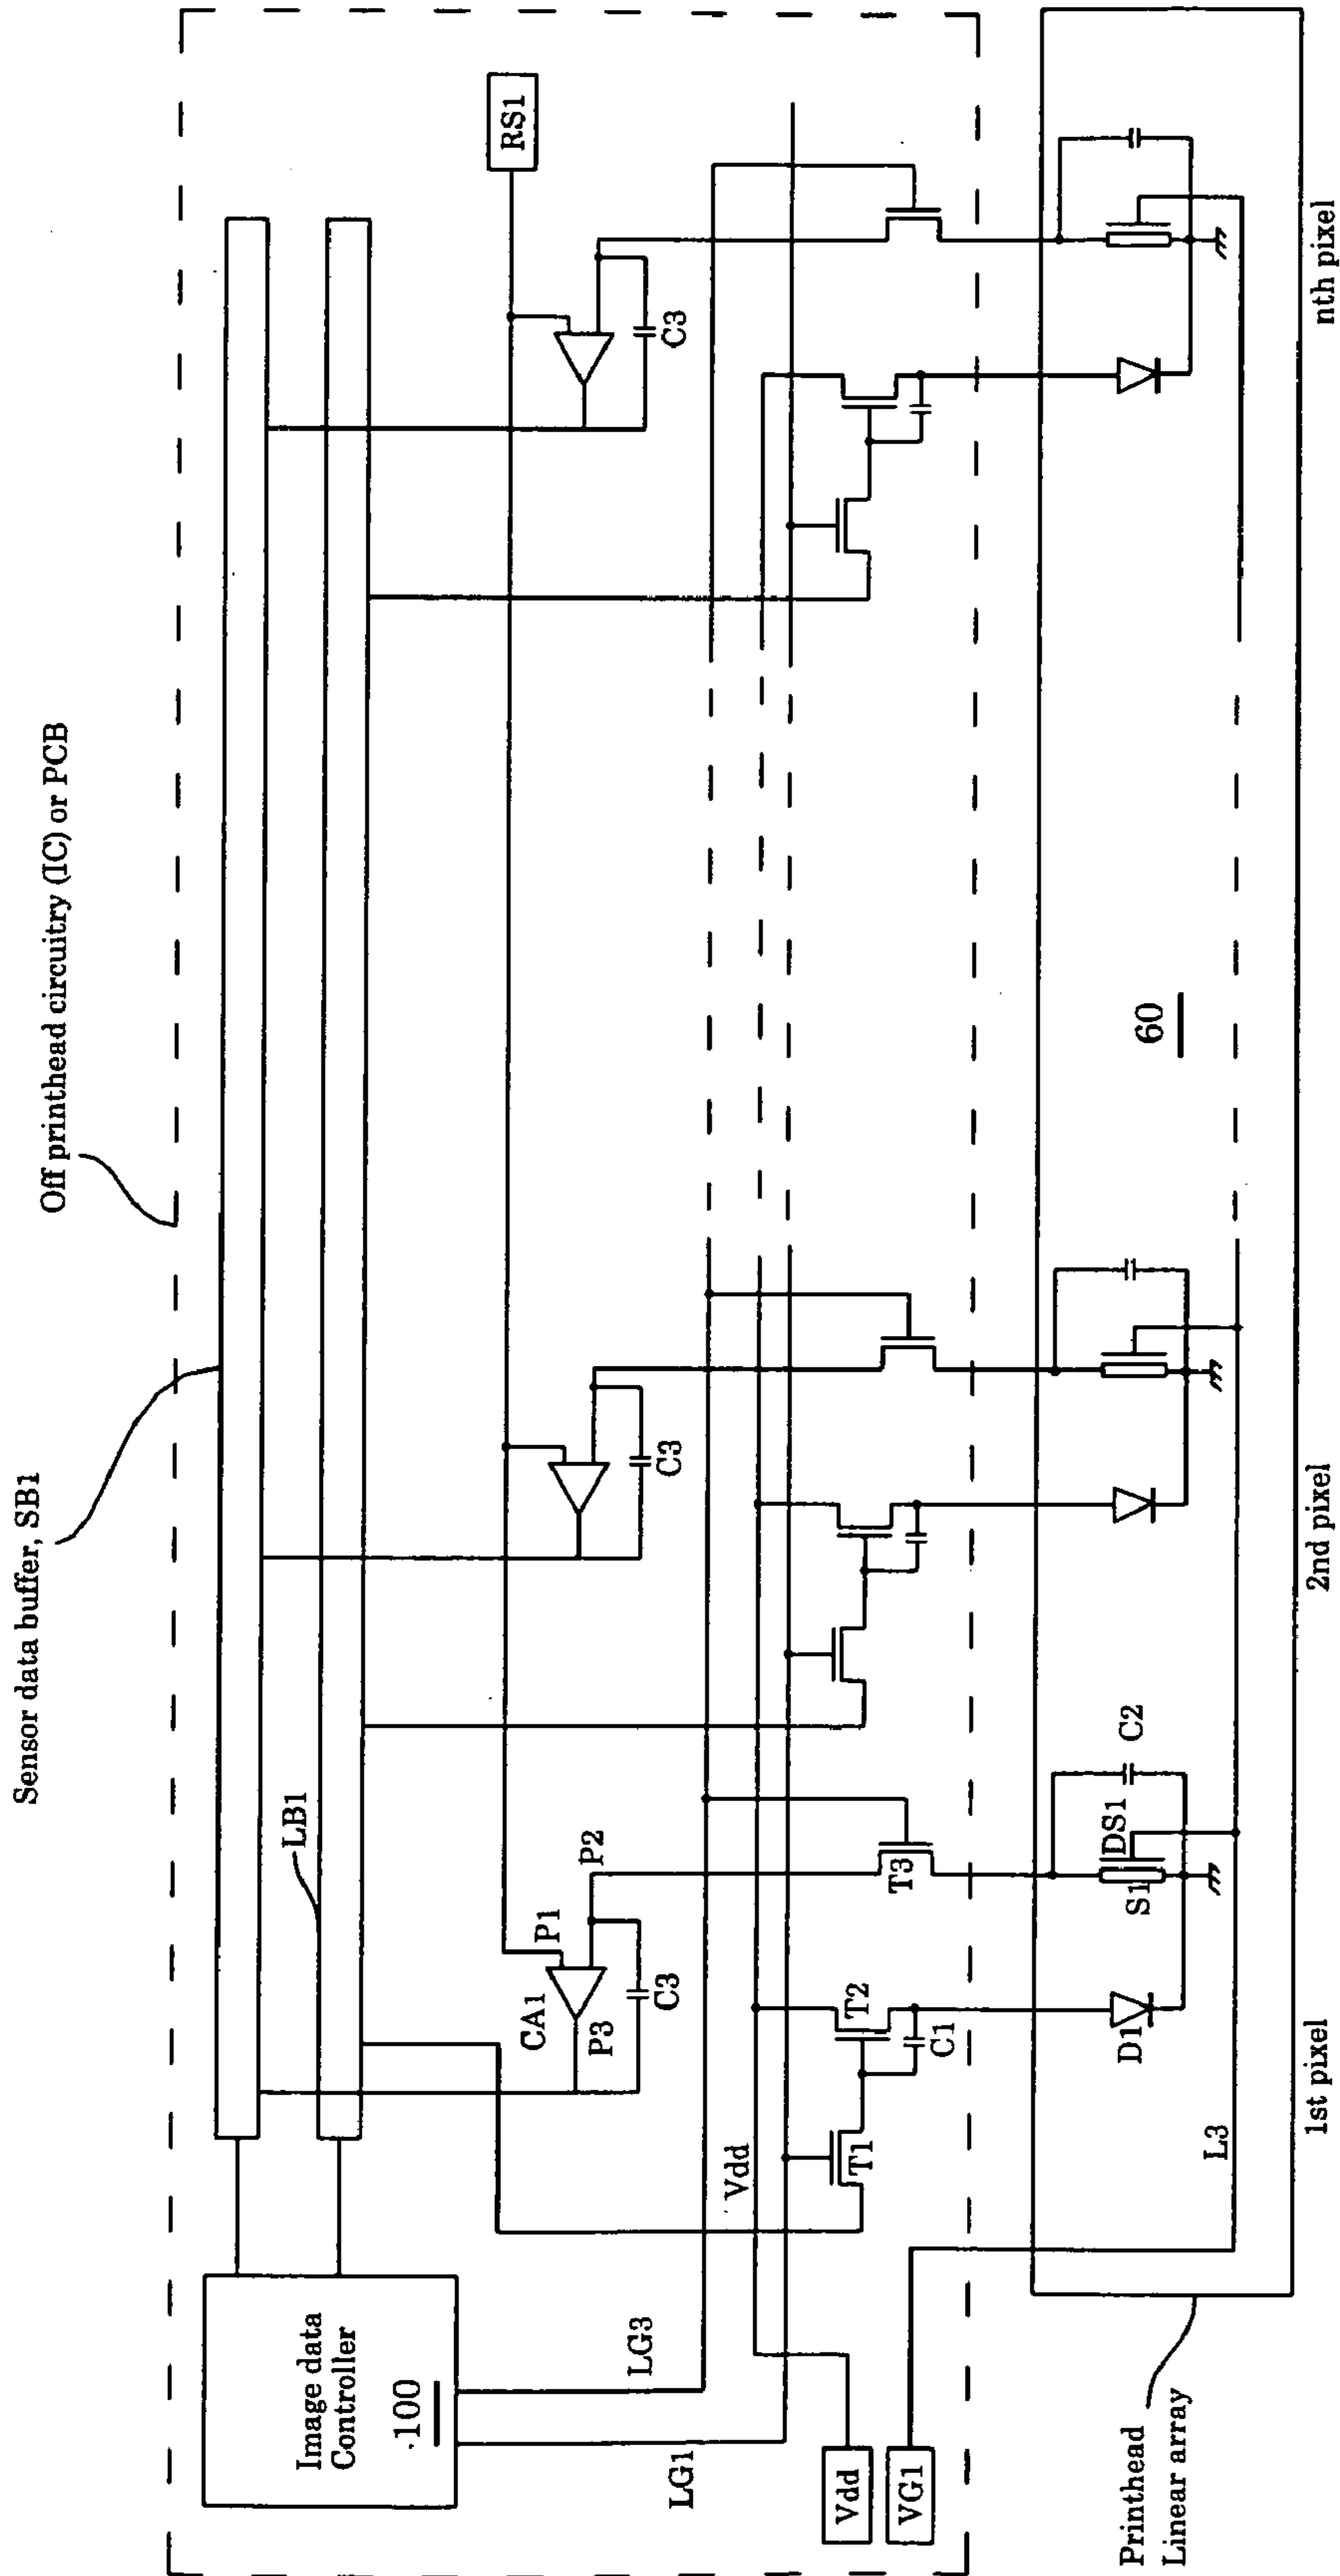 Off printhead circuitry (IC) or PCB
Sensor data buffer, SB1
LB1
Image data
Controller
100
LG3
LG1
Vdd
VG1
Vdd
RS1
CA1
P1
P2
P3
C3
T1
T2
T3
C1
D1
S1
DS1
C2
L3
C3
C3
60
1st pixel
2nd pixel
nth pixel
Printhead
Linear array